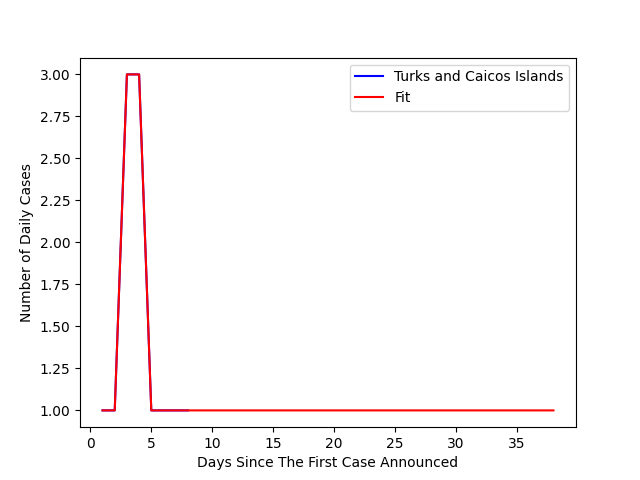 Turks and Caicos Islands
Fit
Number of Daily Cases
3.00
2.75
2.50
2.25
2.00
1.75
1.50
1.25
1.00
0 5 10 15 20 25 30 35
Days Since The First Case Announced